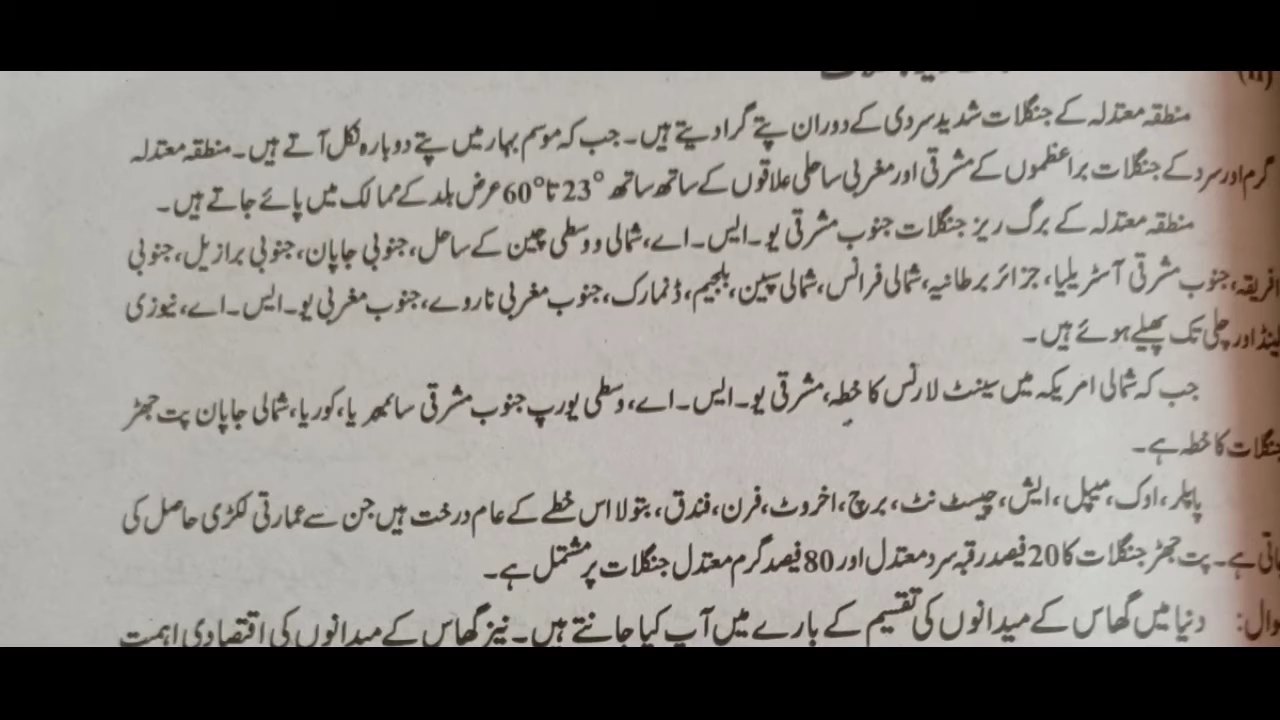 (ii)
منطقہ معتدلہ کے جنگلات شدید سردی کے دوران پتے گرا دیتے ہیں۔ جب کہ موسم بہار میں پتے دوبارہ نکل آتے ہیں۔ منطقہ معتدلہ
گرم اور سرد کے جنگلات براعظموں کے مشرقی اور مغربی ساحلی علاقوں کے ساتھ ساتھ 23° تا 60° عرض بلد کے ممالک میں پائے جاتے ہیں۔
منطقہ معتدلہ کے برگ ریز جنگلات جنوب مشرقی یو۔ایس۔اے، شمالی و وسطی چین کے ساحل، جنوبی جاپان، جنوبی برازیل، جنوبی
افریقہ، جنوب مشرقی آسٹریلیا، جزائر برطانیہ، شمالی فرانس، شمالی سپین، بلجیم، ڈنمارک، جنوب مغربی ناروے، جنوب مغربی یو۔ایس۔اے، نیوزی
لینڈ اور چلی تک پھیلے ہوئے ہیں۔
جب کہ شمالی امریکہ میں سینٹ لارنس کا خطہ، مشرقی یو۔ایس۔اے، وسطی یورپ جنوب مشرقی سائبیریا، کوریا، شمالی جاپان پت جھڑ
جنگلات کا خطہ ہے۔
پاپلر، اوک، میپل، ایش، چیسٹ نٹ، برچ، اخروٹ، فرن، فندق، بتولا اس خطے کے عام درخت ہیں جن سے عمارتی لکڑی حاصل کی
جاتی ہے۔ پت جھڑ جنگلات کا 20 فیصد رقبہ سرد معتدل اور 80 فیصد گرم معتدل جنگلات پر مشتمل ہے۔
سوال: دنیا میں گھاس کے میدانوں کی تقسیم کے بارے میں آپ کیا جانتے ہیں۔ نیز گھاس کے میدانوں کی اقتصادی اہمیت